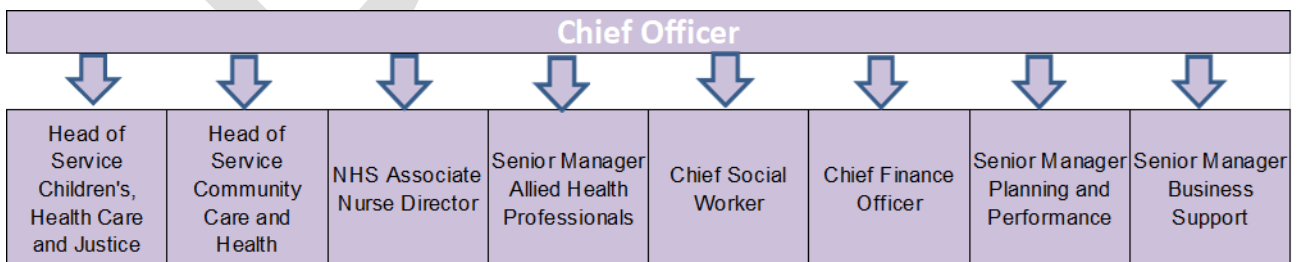 Chief Officer
Head of
Service
Children's,
Health Care
and Justice
Head of
Service
Community
Care and
Health
NHS Associate
Nurse Director
Senior Manager
Allied Health
Professionals
Chief Social
Worker
Chief Finance
Officer
Senior Manager
Planning and
Performance
Senior Manager
Business
Support